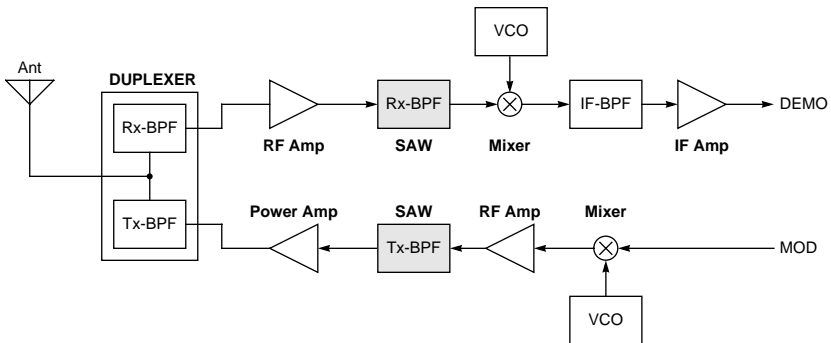 VCO
Ant
DUPLEXER
Rx-BPF
Rx-BPF
IF-BPF
DEMO
RF Amp
SAW
Mixer
IF Amp
Power Amp
SAW
RF Amp
Mixer
Tx-BPF
Tx-BPF
MOD
VCO